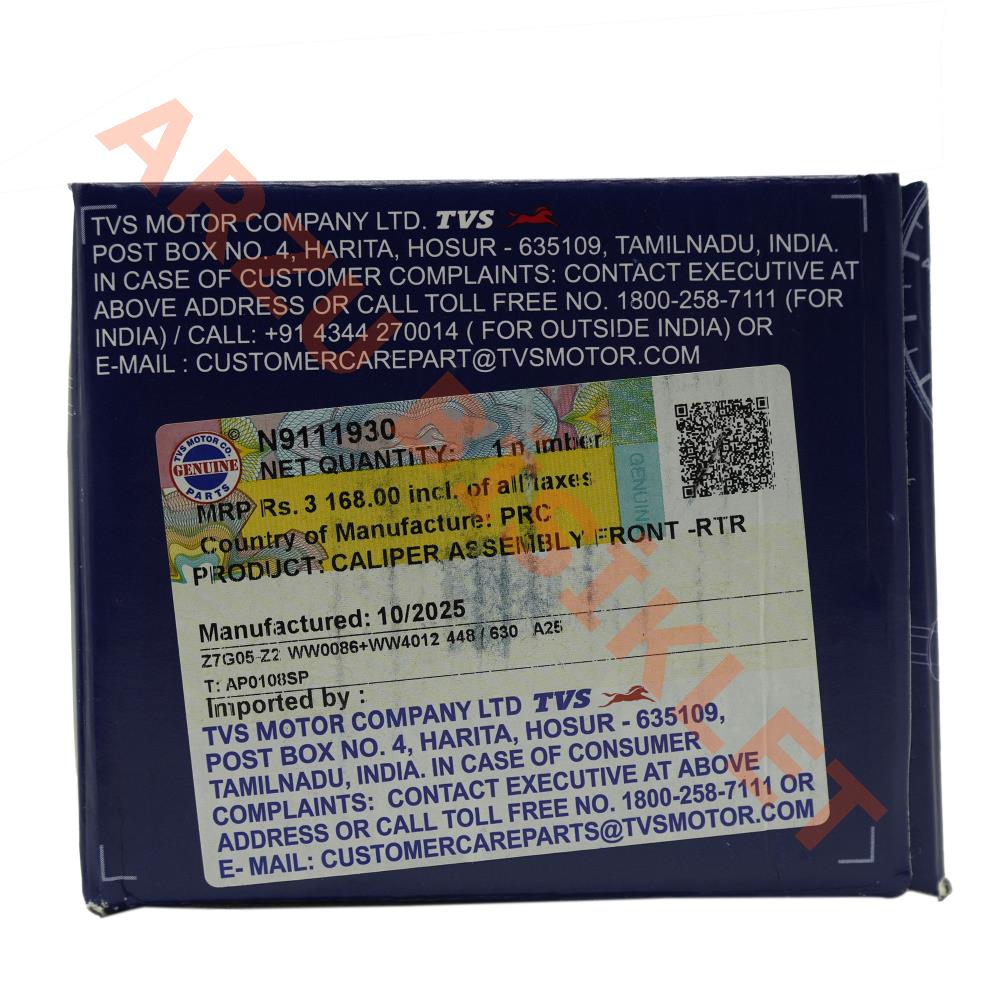 TVS MOTOR COMPANY LTD. TVS
POST BOX NO. 4, HARITA, HOSUR - 635109, TAMILNADU, INDIA.
IN CASE OF CUSTOMER COMPLAINTS: CONTACT EXECUTIVE AT
ABOVE ADDRESS OR CALL TOLL FREE NO. 1800-258-7111 (FOR
INDIA) / CALL: +91 4344 270014 ( FOR OUTSIDE INDIA) OR
E-MAIL : CUSTOMERCAREPART@TVSMOTOR.COM
TVS MOTOR CO.
GENUINE
PARTS
N9111930
NET QUANTITY: 1 number
MRP Rs. 3 168.00 incl. of all taxes
Country of Manufacture: PRC
PRODUCT: CALIPER ASSEMBLY FRONT -RTR
GENUIN
Manufactured: 10/2025
Z7G05-Z2 WW0086+WW4012 448 / 630 A25
T: AP0108SP
Imported by :
TVS MOTOR COMPANY LTD TVS
POST BOX NO. 4, HARITA, HOSUR - 635109,
TAMILNADU, INDIA. IN CASE OF CONSUMER
COMPLAINTS: CONTACT EXECUTIVE AT ABOVE
ADDRESS OR CALL TOLL FREE NO. 1800-258-7111 OR
E- MAIL: CUSTOMERCAREPARTS@TVSMOTOR.COM
ARZU BİSİKLET